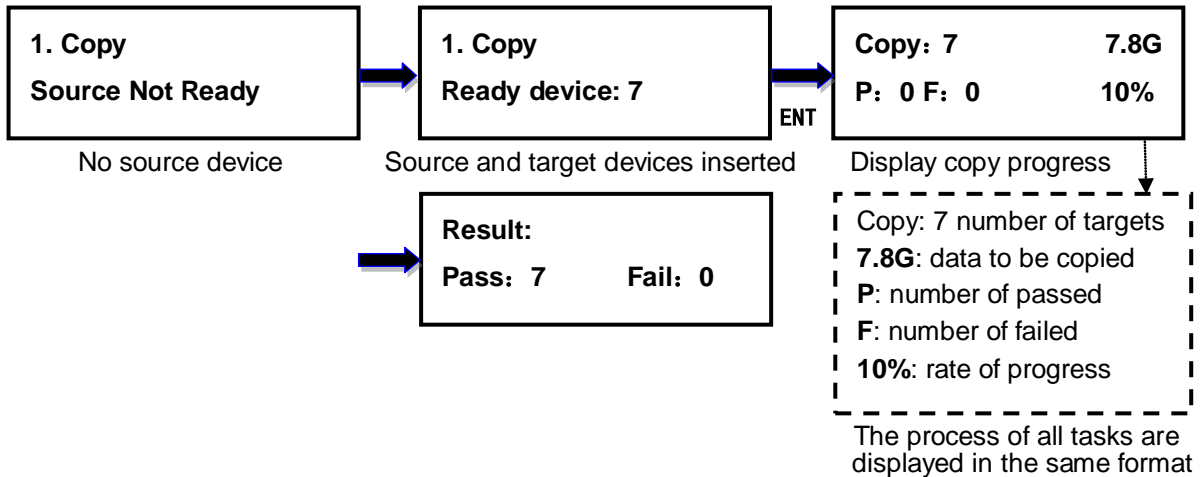 1. Copy
Source Not Ready
No source device
1. Copy
Ready device: 7
Source and target devices inserted
ENT
Copy：7 7.8G
P：0 F：0 10%
Display copy progress
Copy: 7 number of targets
7.8G: data to be copied
P: number of passed
F: number of failed
10%: rate of progress
The process of all tasks are
displayed in the same format
Result:
Pass：7 Fail：0